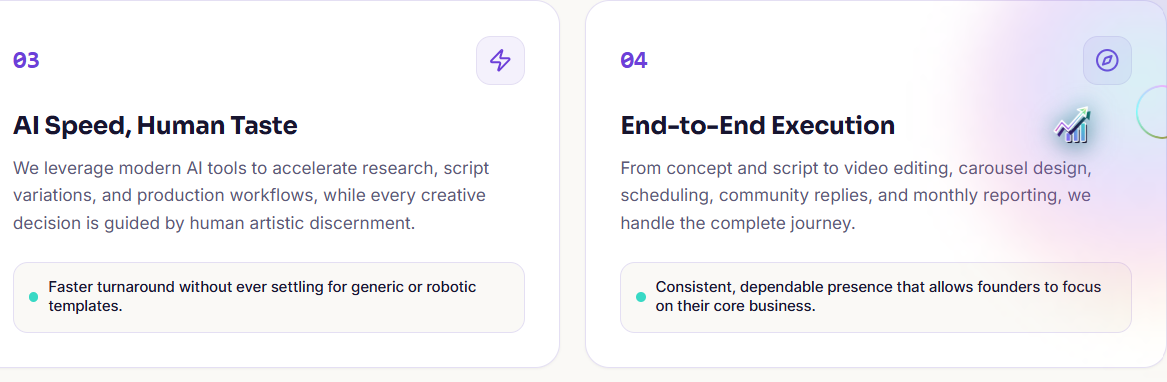 03
AI Speed, Human Taste
We leverage modern AI tools to accelerate research, script
variations, and production workflows, while every creative
decision is guided by human artistic discernment.
Faster turnaround without ever settling for generic or robotic
templates.
04
End-to-End Execution
From concept and script to video editing, carousel design,
scheduling, community replies, and monthly reporting, we
handle the complete journey.
Consistent, dependable presence that allows founders to focus
on their core business.